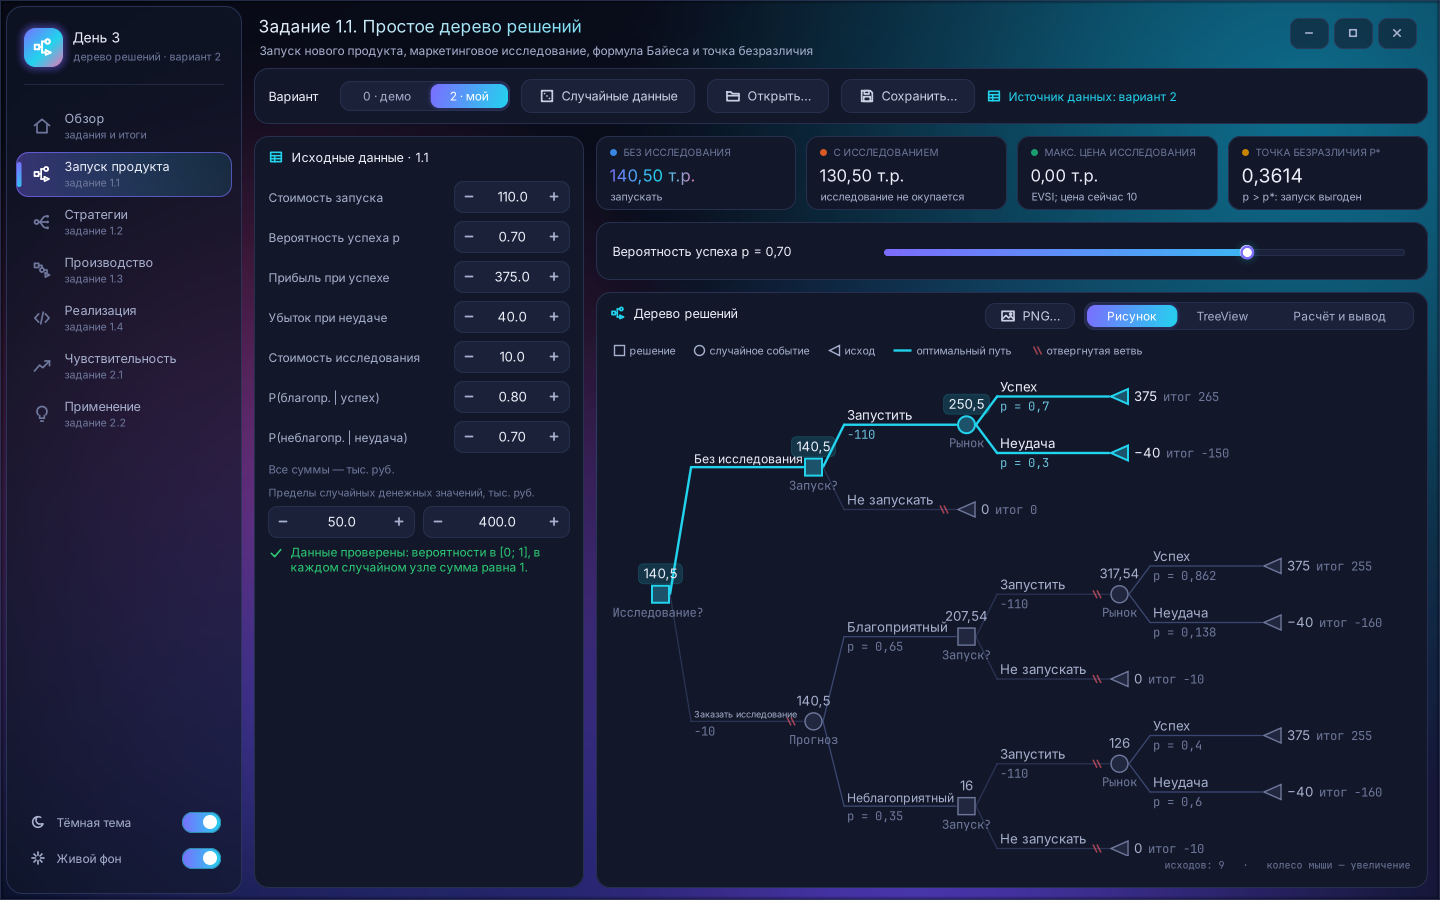 День 3
дерево решений · вариант 2
Обзор
задания и итоги
Запуск продукта
задание 1.1
Стратегии
задание 1.2
Производство
задание 1.3
Реализация
задание 1.4
Чувствительность
задание 2.1
Применение
задание 2.2
Тёмная тема
Живой фон
Задание 1.1. Простое дерево решений
Запуск нового продукта, маркетинговое исследование, формула Байеса и точка безразличия
Вариант
0 · демо
2 · мой
Случайные данные
Открыть...
Сохранить...
Источник данных: вариант 2
Исходные данные · 1.1
Стоимость запуска
− 110.0 +
Вероятность успеха p
− 0.70 +
Прибыль при успехе
− 375.0 +
Убыток при неудаче
− 40.0 +
Стоимость исследования
− 10.0 +
P(благопр. | успех)
− 0.80 +
P(неблагопр. | неудача)
− 0.70 +
Все суммы — тыс. руб.
Пределы случайных денежных значений, тыс. руб.
− 50.0 + − 400.0 +
Данные проверены: вероятности в [0; 1], в
каждом случайном узле сумма равна 1.
БЕЗ ИССЛЕДОВАНИЯ
140,50 т.р.
запускать
С ИССЛЕДОВАНИЕМ
130,50 т.р.
исследование не окупается
МАКС. ЦЕНА ИССЛЕДОВАНИЯ
0,00 т.р.
EVSI; цена сейчас 10
ТОЧКА БЕЗРАЗЛИЧИЯ P*
0,3614
p > p*: запуск выгоден
Вероятность успеха p = 0,70
Дерево решений
PNG...
Рисунок
TreeView
Расчёт и вывод
решение
случайное событие
исход
оптимальный путь
отвергнутая ветвь
Успех
250,5
375 итог 265
p = 0,7
Запустить
-110
Рынок
Неудача
140,5
−40 итог -150
p = 0,3
Без исследования
Запуск?
Не запускать
0 итог 0
Успех
317,54
375 итог 255
p = 0,862
140,5
Запустить
-110
Рынок
Неудача
Исследование?
207,54
−40 итог -160
p = 0,138
Благоприятный
p = 0,65
Запуск?
Не запускать
0 итог -10
140,5
Заказать исследование
-10
Прогноз
Успех
126
375 итог 255
p = 0,4
Запустить
-110
Рынок
Неудача
16
−40 итог -160
p = 0,6
Неблагоприятный
p = 0,35
Запуск?
Не запускать
0 итог -10
исходов: 9 · колесо мыши — увеличение